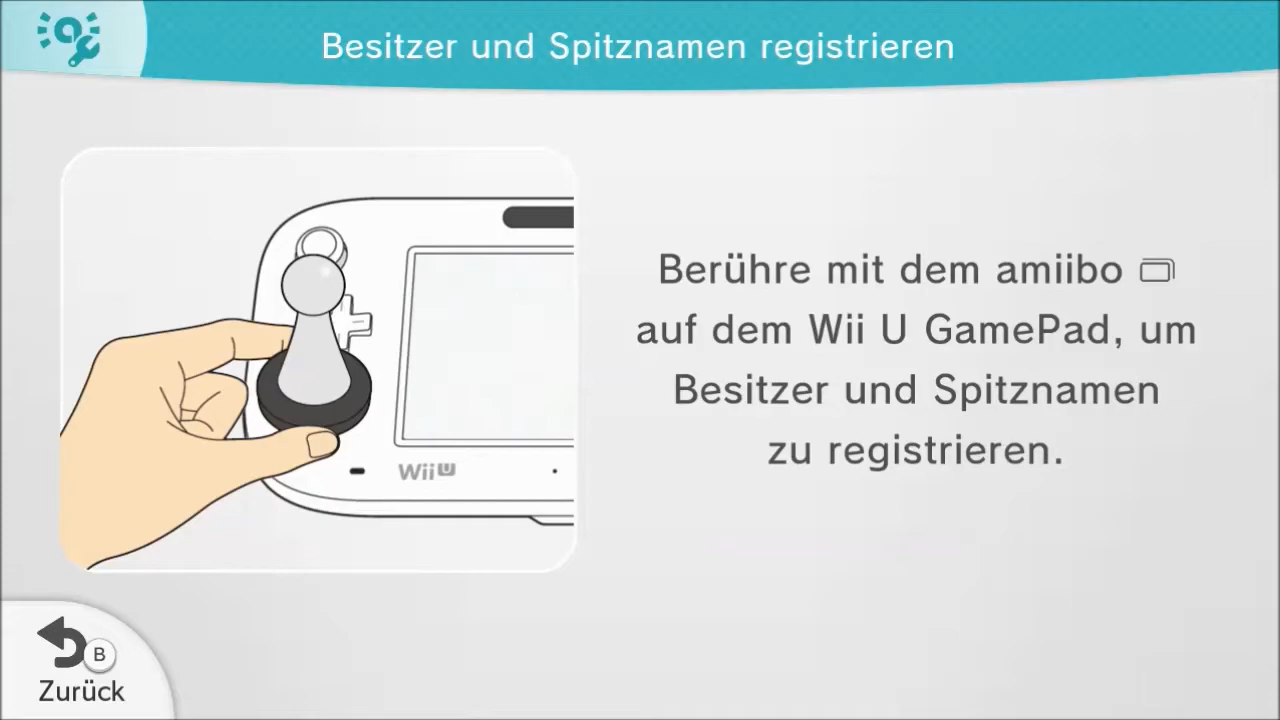 Besitzer und Spitznamen registrieren
Berühre mit dem amiibo
auf dem Wii U GamePad, um
Besitzer und Spitznamen
zu registrieren.
Wii U
B
Zurück